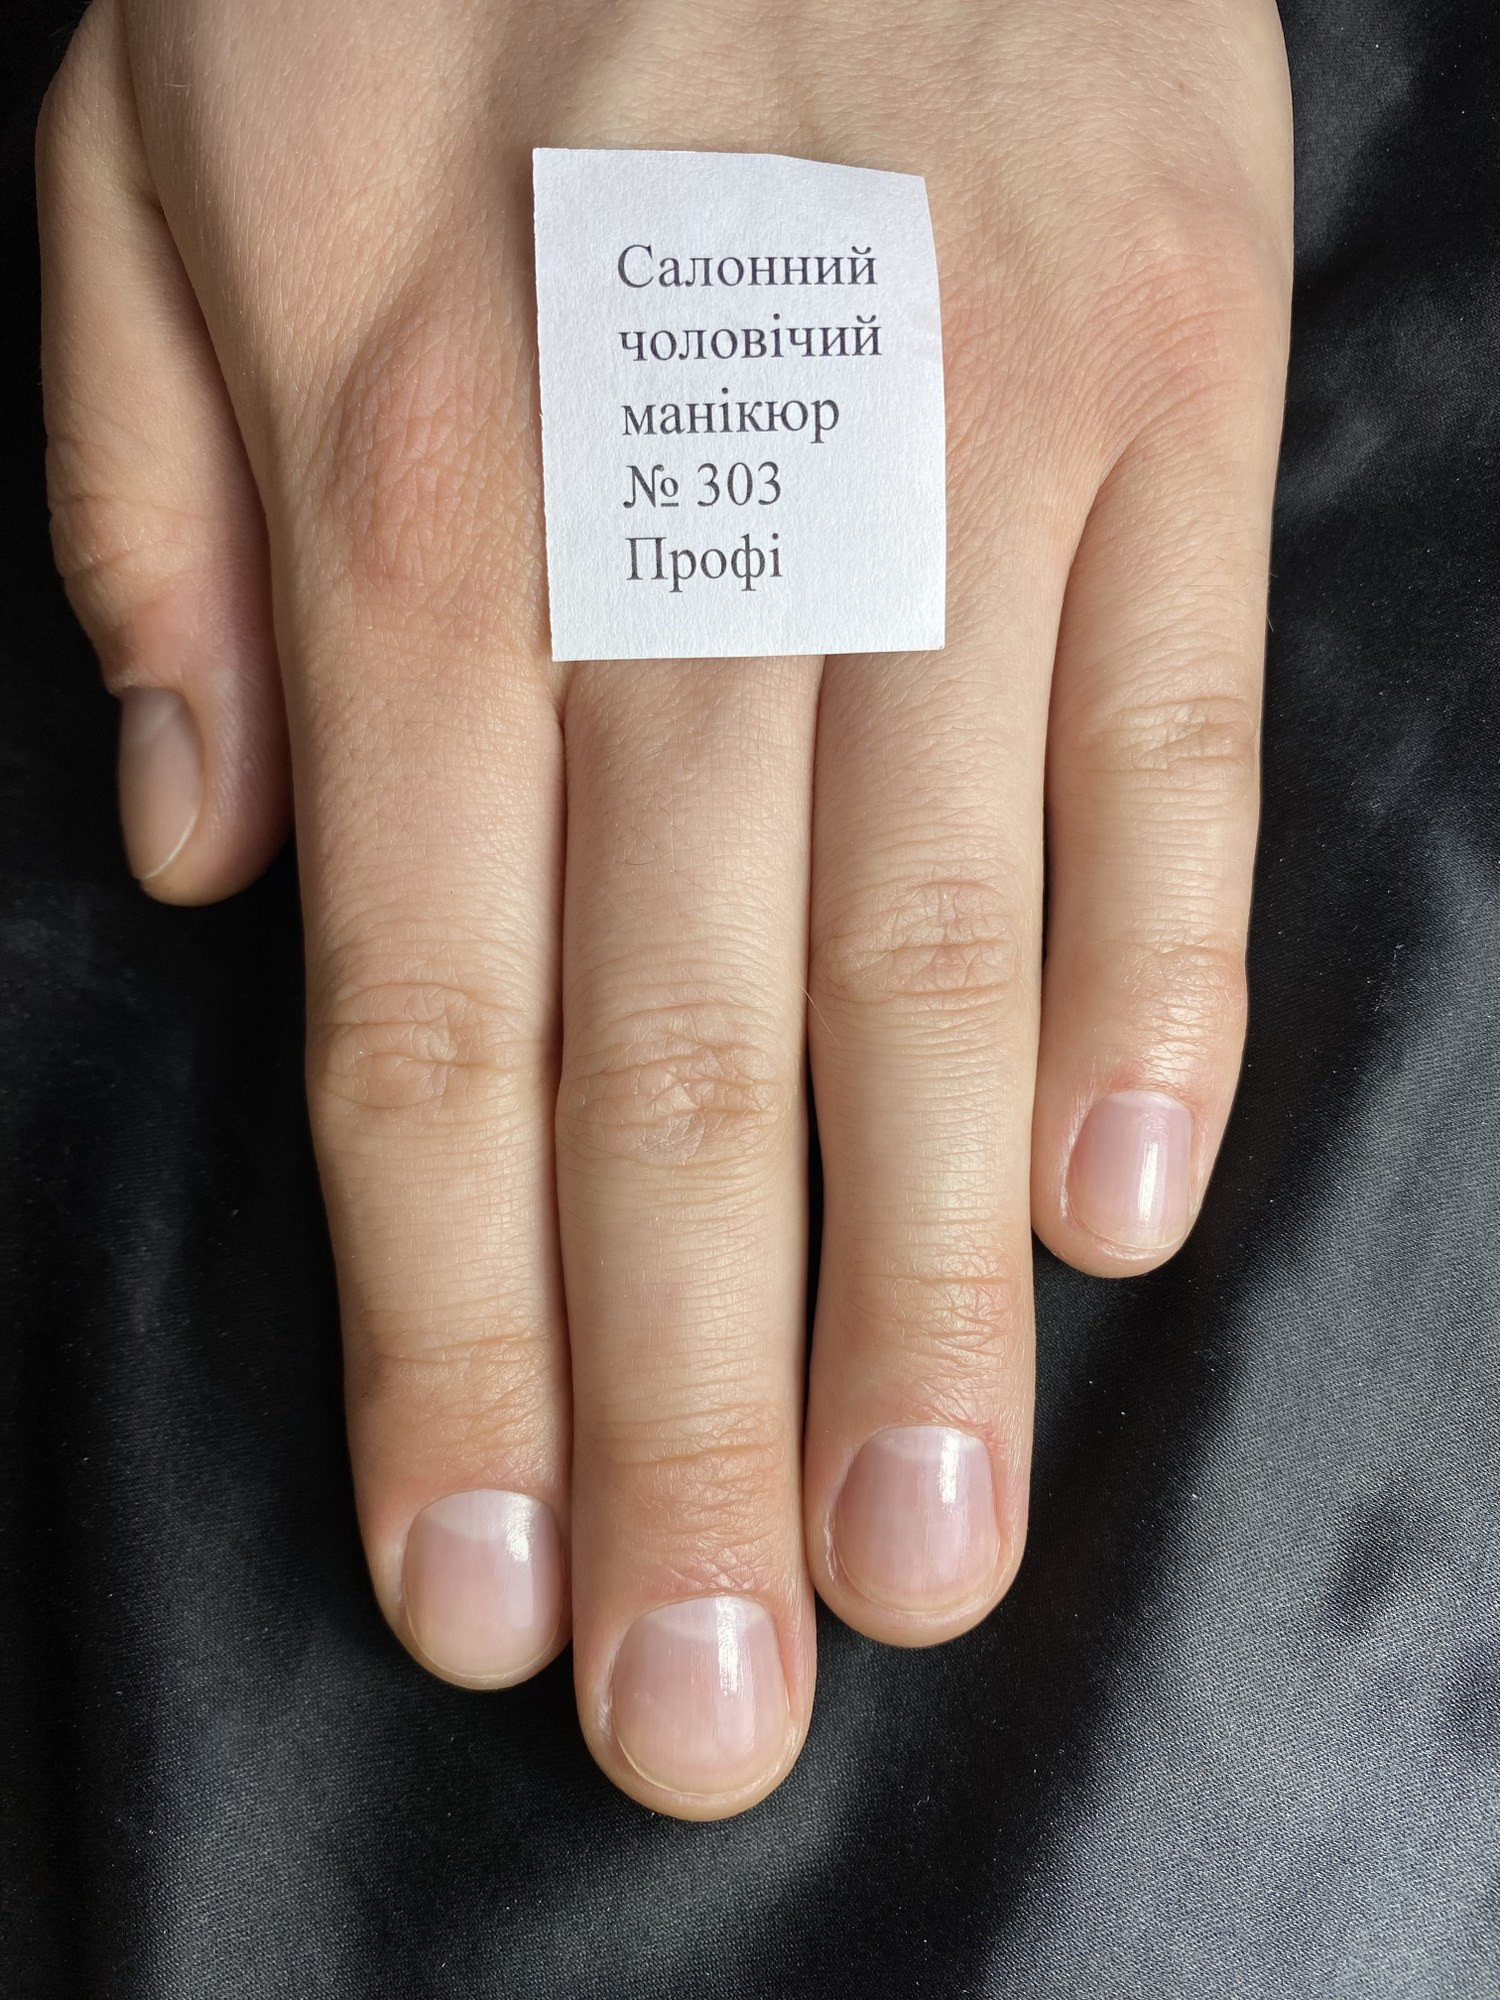 Салонний
чоловічий
манікюр
№ 303
Профі